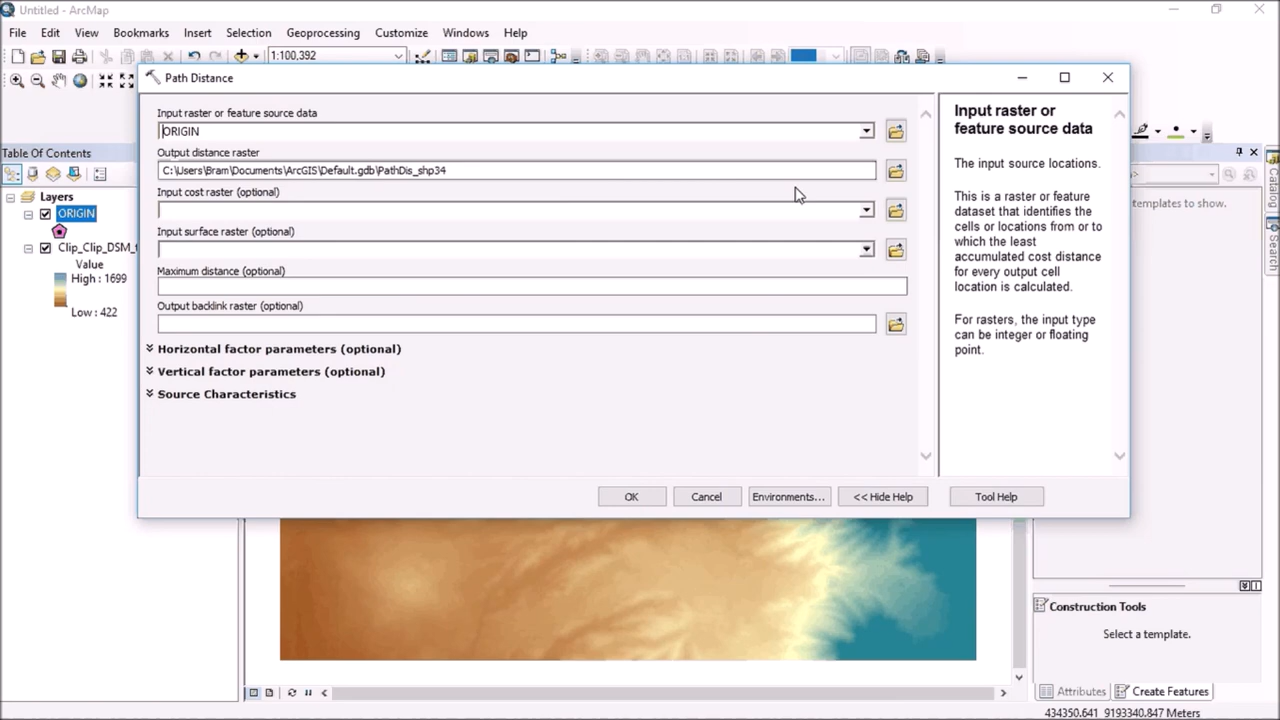 Untitled - ArcMap
File Edit View Bookmarks Insert Selection Geoprocessing Customize Windows Help
1:100,392
Path Distance
Input raster or feature source data
ORIGIN
Output distance raster
C:\Users\Bram\Documents\ArcGIS\Default.gdb\PathDis_shp34
Input cost raster (optional)
Input surface raster (optional)
Maximum distance (optional)
Output backlink raster (optional)
Horizontal factor parameters (optional)
Vertical factor parameters (optional)
Source Characteristics
OK Cancel Environments... << Hide Help Tool Help
Input raster or
feature source data
The input source locations.
This is a raster or feature
dataset that identifies the
cells or locations from or to
which the least
accumulated cost distance
for every output cell
location is calculated.
For rasters, the input type
can be integer or floating
point.
Table Of Contents
Layers
ORIGIN
Clip_Clip_DSM_
Value
High : 1699
Low : 422
templates to show.
Catalog
Search
Construction Tools
Select a template.
Attributes Create Features
434350.641 9193340.847 Meters